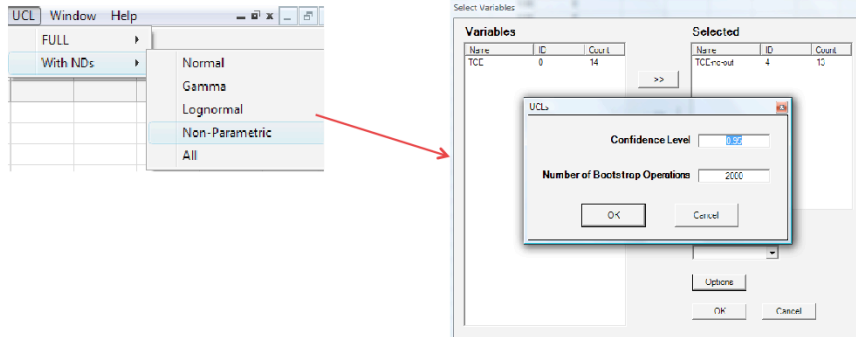 UCL Window Help
FULL
With NDs
Normal
Gamma
Lognormal
Non-Parametric
All
Select Variables
Variables
Name ID Count
TCE 0 14
>>
Selected
Name ID Count
TCE-no-out 4 13
UCLs
Confidence Level 0.95
Number of Bootstrap Operations 2000
OK Cancel
Options
OK Cancel